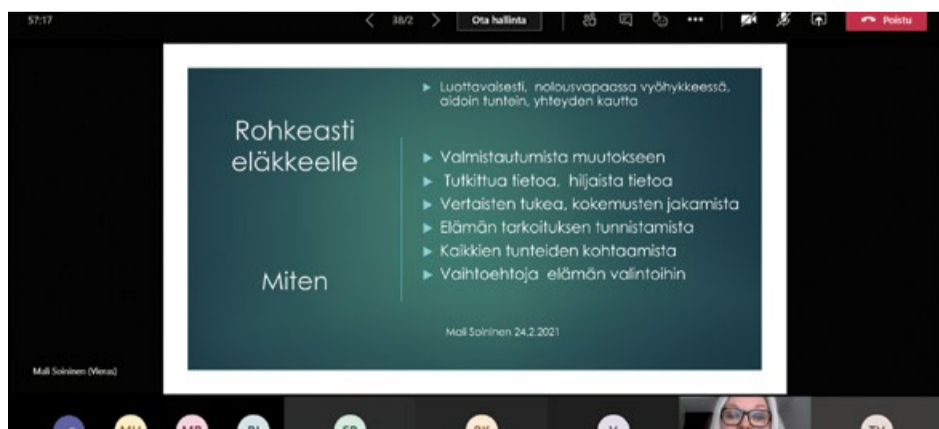 57:17
38/2
Ota hallinta
Poistu
Rohkeasti
eläkkeelle
Miten
Luottavaisesti, nolousvapaassa vyöhykkeessä,
aidoin tuntein, yhteyden kautta
Valmistautumista muutokseen
Tutkittua tietoa, hiljaista tietoa
Vertaisten tukea, kokemusten jakamista
Elämän tarkoituksen tunnistamista
Kaikkien tunteiden kohtaamista
Vaihtoehtoja elämän valintoihin
Mali Soininen 24.2.2021
Mali Soininen (Vieras)